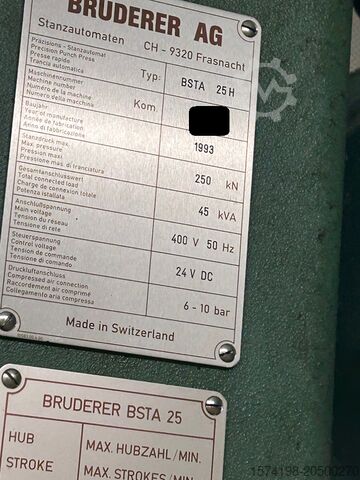 BRUDERER AG
Stanzautomaten CH - 9320 Frasnacht
Präzisions - Stanzautomat
Precision Punch Press
Presse rapide
Trancia automatica
Typ: BSTA 25 H
Maschinennummer
Machine number
Numéro de la machine
Numero della macchina
Kom.
Baujahr
Year of manufacture
Année de fabrication
Anno di fabbricazione
1993
Stanzdruck max.
Max. pressure
Pression maxi
Pressione mas. di tranciatura
250 kN
Gesamtanschlusswert
Total connected load
Charge de connexion totale
Potenza istallata
45 kVA
Anschlußspannung
Main voltage
Tension du réseau
Tensione di rete
400 V 50 Hz
Steuerspannung
Control voltage
Tension de commande
Tensione di comando
24 V DC
Druckluftanschluss
Compressed air connection
Raccordement air comprimé
Collegamento aria compressa
6 - 10 bar
Made in Switzerland
BRUDERER BSTA 25
HUB
STROKE
MAX. HUBZAHL / MIN.
MAX. STROKES / MIN.
1574198-20500270